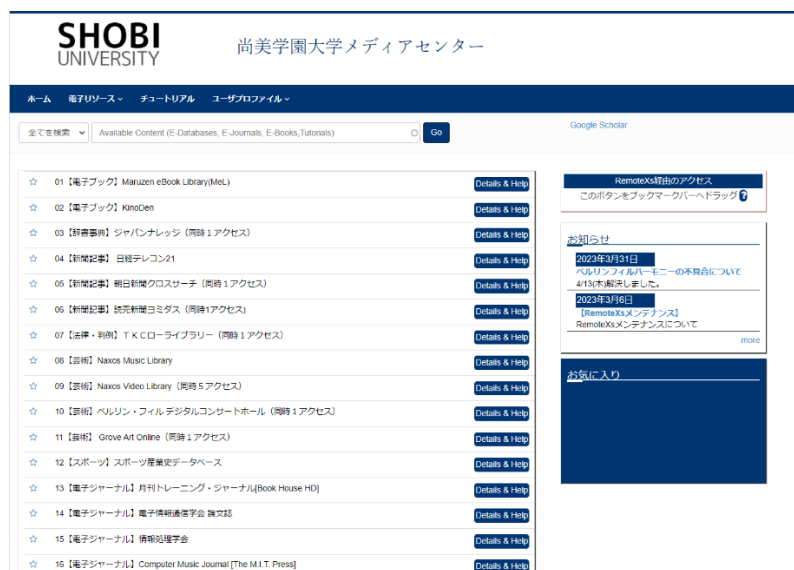 SHOBI
UNIVERSITY
尚美学園大学メディアセンター
ホーム 電子リソース チュートリアル ユーザプロファイル
全てを検索 Available Content (E-Databases, E-Journals, E-Books,Tutorials) Go
Google Scholar
01【電子ブック】Maruzen eBook Library(MeL) Details & Help
02【電子ブック】KinoDen Details & Help
03【辞書事典】ジャパンナレッジ（同時１アクセス） Details & Help
04【新聞記事】 日経テレコン21 Details & Help
05【新聞記事】朝日新聞クロスサーチ（同時１アクセス） Details & Help
06【新聞記事】読売新聞ヨミダス（同時1アクセス) Details & Help
07【法律・判例】ＴＫＣローライブラリー（同時１アクセス） Details & Help
08【芸術】Naxos Music Library Details & Help
09【芸術】Naxos Video Library（同時５アクセス） Details & Help
10【芸術】ベルリン・フィル デジタルコンサートホール（同時１アクセス） Details & Help
11【芸術】 Grove Art Online（同時１アクセス） Details & Help
12【スポーツ】スポーツ産業史データベース Details & Help
13【電子ジャーナル】月刊トレーニング・ジャーナル[Book House HD] Details & Help
14【電子ジャーナル】電子情報通信学会 論文誌 Details & Help
15【電子ジャーナル】情報処理学会 Details & Help
16【電子ジャーナル】Computer Music Journal [The M.I.T. Press] Details & Help
RemoteXs経由のアクセス
このボタンをブックマークバーへドラッグ ?
お知らせ
2023年3月31日
ベルリンフィルハーモニーの不具合について
4/13(木)解決しました。
2023年3月6日
【RemoteXsメンテナンス】
RemoteXsメンテナンスについて
more
お気に入り